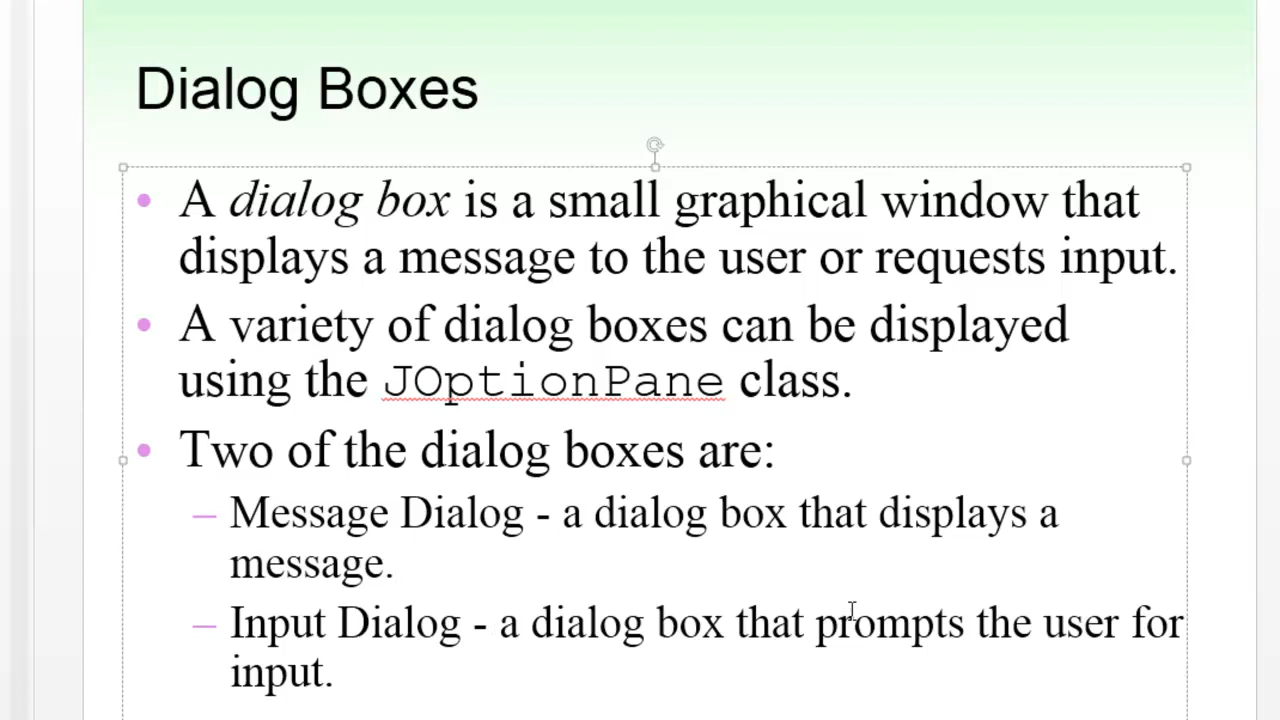 Dialog Boxes
• A dialog box is a small graphical window that
displays a message to the user or requests input.
• A variety of dialog boxes can be displayed
using the JOptionPane class.
• Two of the dialog boxes are:
– Message Dialog - a dialog box that displays a
message.
– Input Dialog - a dialog box that prompts the user for
input.